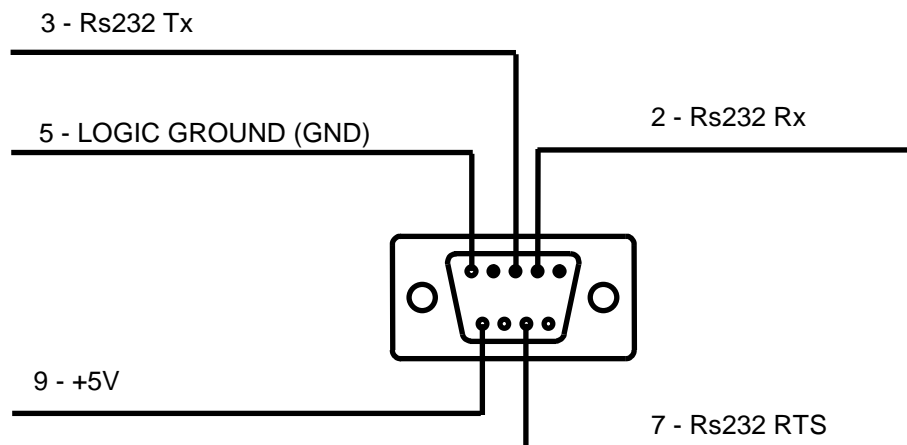 3 - Rs232 Tx
5 - LOGIC GROUND (GND)
2 - Rs232 Rx
9 - +5V
7 - Rs232 RTS